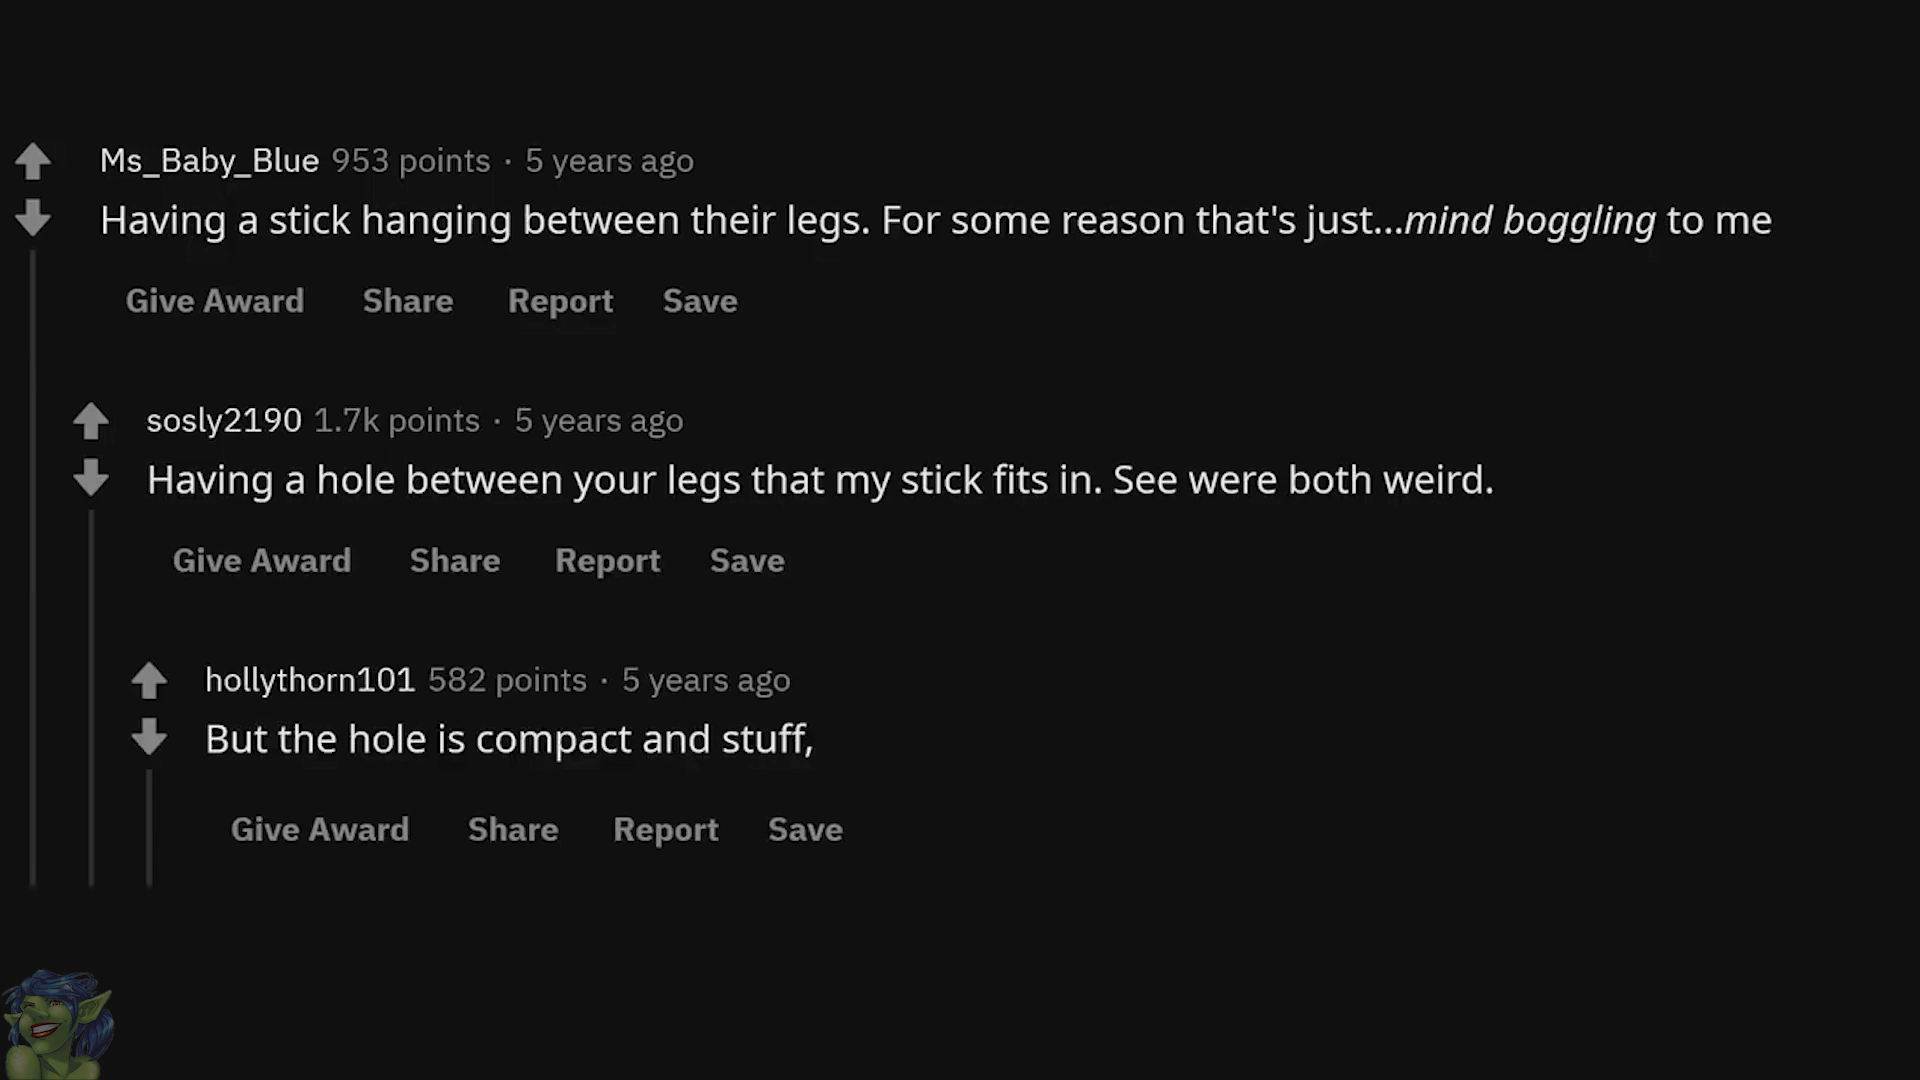 Ms_Baby_Blue 953 points · 5 years ago
Having a stick hanging between their legs. For some reason that's just...mind boggling to me
Give Award Share Report Save
sosly2190 1.7k points · 5 years ago
Having a hole between your legs that my stick fits in. See were both weird.
Give Award Share Report Save
hollythorn101 582 points · 5 years ago
But the hole is compact and stuff,
Give Award Share Report Save